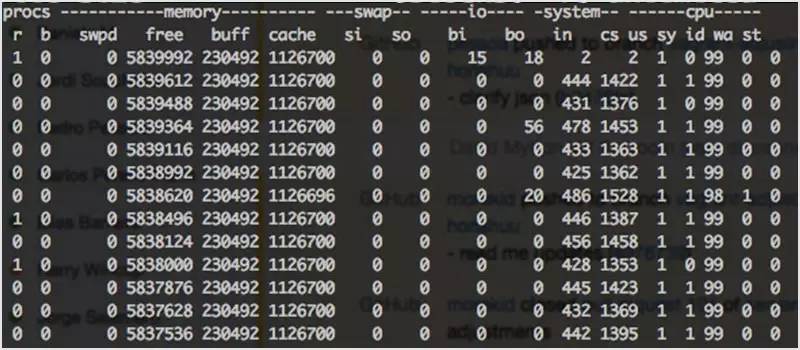 procs -----------memory---------- ---swap-- -----io---- -system-- ----cpu----
r b swpd free buff cache si so bi bo in cs us sy id wa st
1 0 0 5839992 230492 1126700 0 0 15 18 2 2 1 0 99 0 0
0 0 0 5839612 230492 1126700 0 0 0 0 444 1422 1 1 99 0 0
0 0 0 5839488 230492 1126700 0 0 0 0 431 1376 1 0 99 0 0
0 0 0 5839364 230492 1126700 0 0 0 56 478 1453 1 1 99 0 0
0 0 0 5839116 230492 1126700 0 0 0 0 433 1363 1 1 99 0 0
0 0 0 5838992 230492 1126700 0 0 0 0 425 1362 1 1 99 0 0
0 0 0 5838620 230492 1126696 0 0 0 20 486 1528 1 1 98 1 0
1 0 0 5838496 230492 1126700 0 0 0 0 446 1387 1 1 99 0 0
0 0 0 5838124 230492 1126700 0 0 0 0 456 1458 1 1 99 0 0
1 0 0 5838000 230492 1126700 0 0 0 0 428 1353 1 0 99 0 0
0 0 0 5837876 230492 1126700 0 0 0 0 445 1423 1 1 99 0 0
0 0 0 5837628 230492 1126700 0 0 0 0 432 1369 1 1 99 0 0
0 0 0 5837536 230492 1126700 0 0 0 0 442 1395 1 1 99 0 0